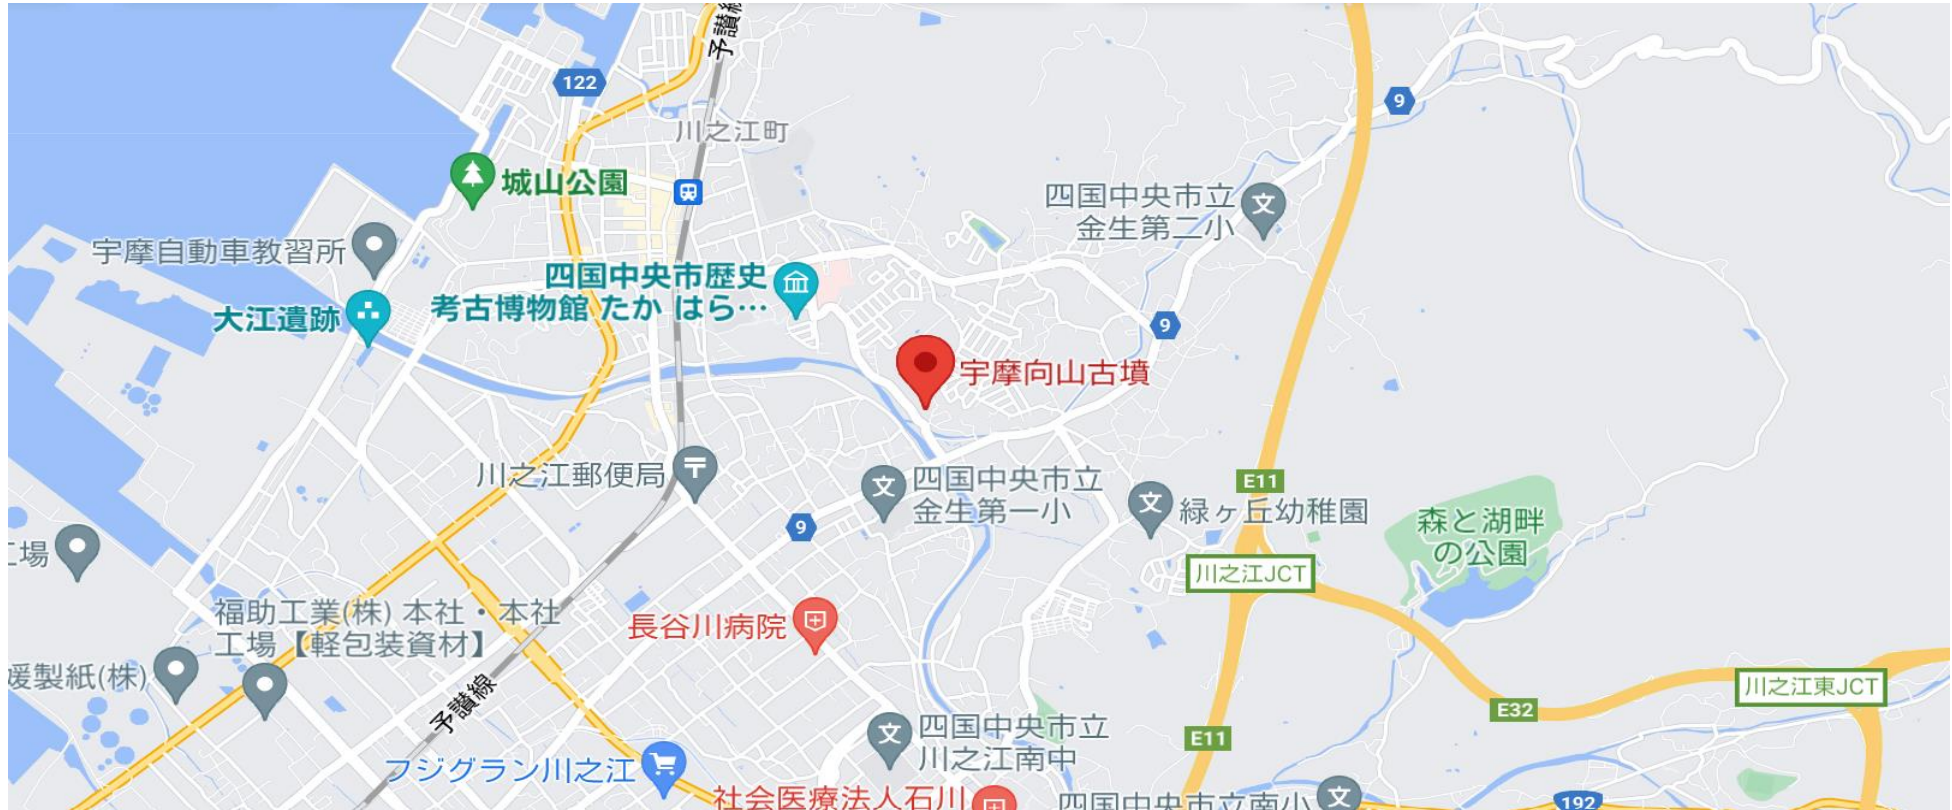 予讃線
122
9
川之江町
城山公園
四国中央市立
金生第二小
宇摩自動車教習所
四国中央市歴史
考古博物館 たか はら…
大江遺跡
9
宇摩向山古墳
川之江郵便局
四国中央市立
金生第一小
E11
緑ヶ丘幼稚園
森と湖畔
の公園
9
工場
川之江JCT
福助工業(株) 本社・本社
工場【軽包装資材】
長谷川病院
媛製紙(株)
予讃線
川之江東JCT
E32
四国中央市立
川之江南中
E11
フジグラン川之江
社会医療法人石川
四国中央市立南小
192